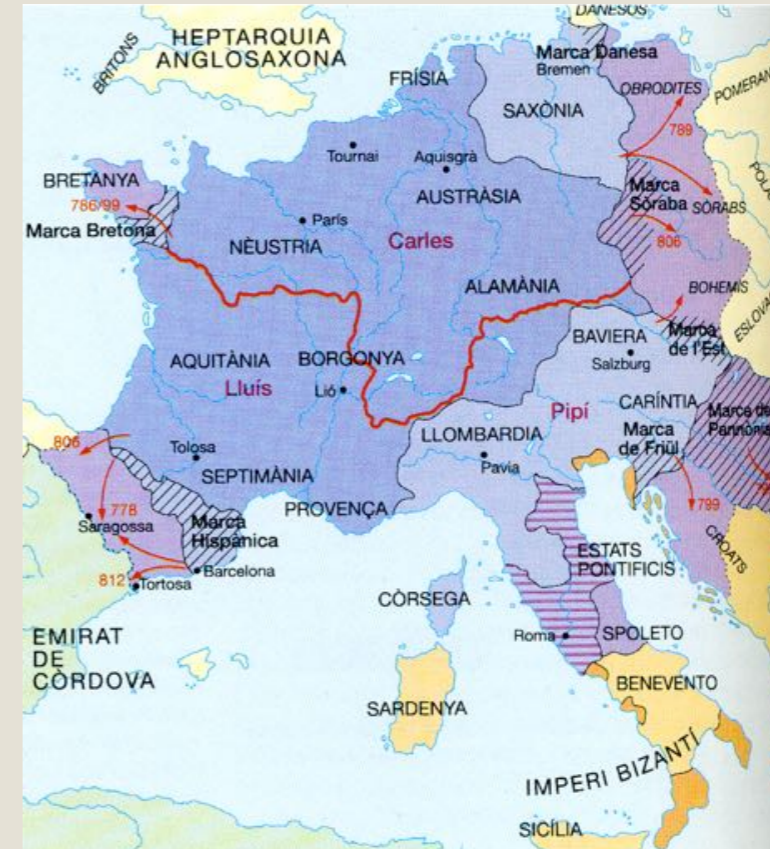 DANESOS
HEPTARQUIA
ANGLOSAXONA
BRITONS
Marca Danesa
Bremen
FRÍSIA
OBRODITES
SAXÒNIA
789
Tournai
Aquisgrà
BRETANYA
AUSTRÀSIA
Marca
Sòraba
SÒRABS
786/99
París
Marca Bretona
Carles
806
NÈUSTRIA
ALAMÀNIA
BOHEMIS
BAVIERA
Marca
de l'Est
Salzburg
AQUITÀNIA
BORGONYA
Lluís
Lió
Pipí
CARÍNTIA
Marca de
Pannònia
LLOMBARDIA
Marca
de Friül
806
Tolosa
Pavia
SEPTIMÀNIA
799
778
PROVENÇA
Saragossa
Marca
Hispànica
CROATS
ESTATS
PONTIFICIS
812
Barcelona
Tortosa
CÒRSEGA
EMIRAT
DE
CÒRDOVA
Roma
SPOLETO
BENEVENTO
SARDENYA
IMPERI BIZANTÍ
SICÍLIA